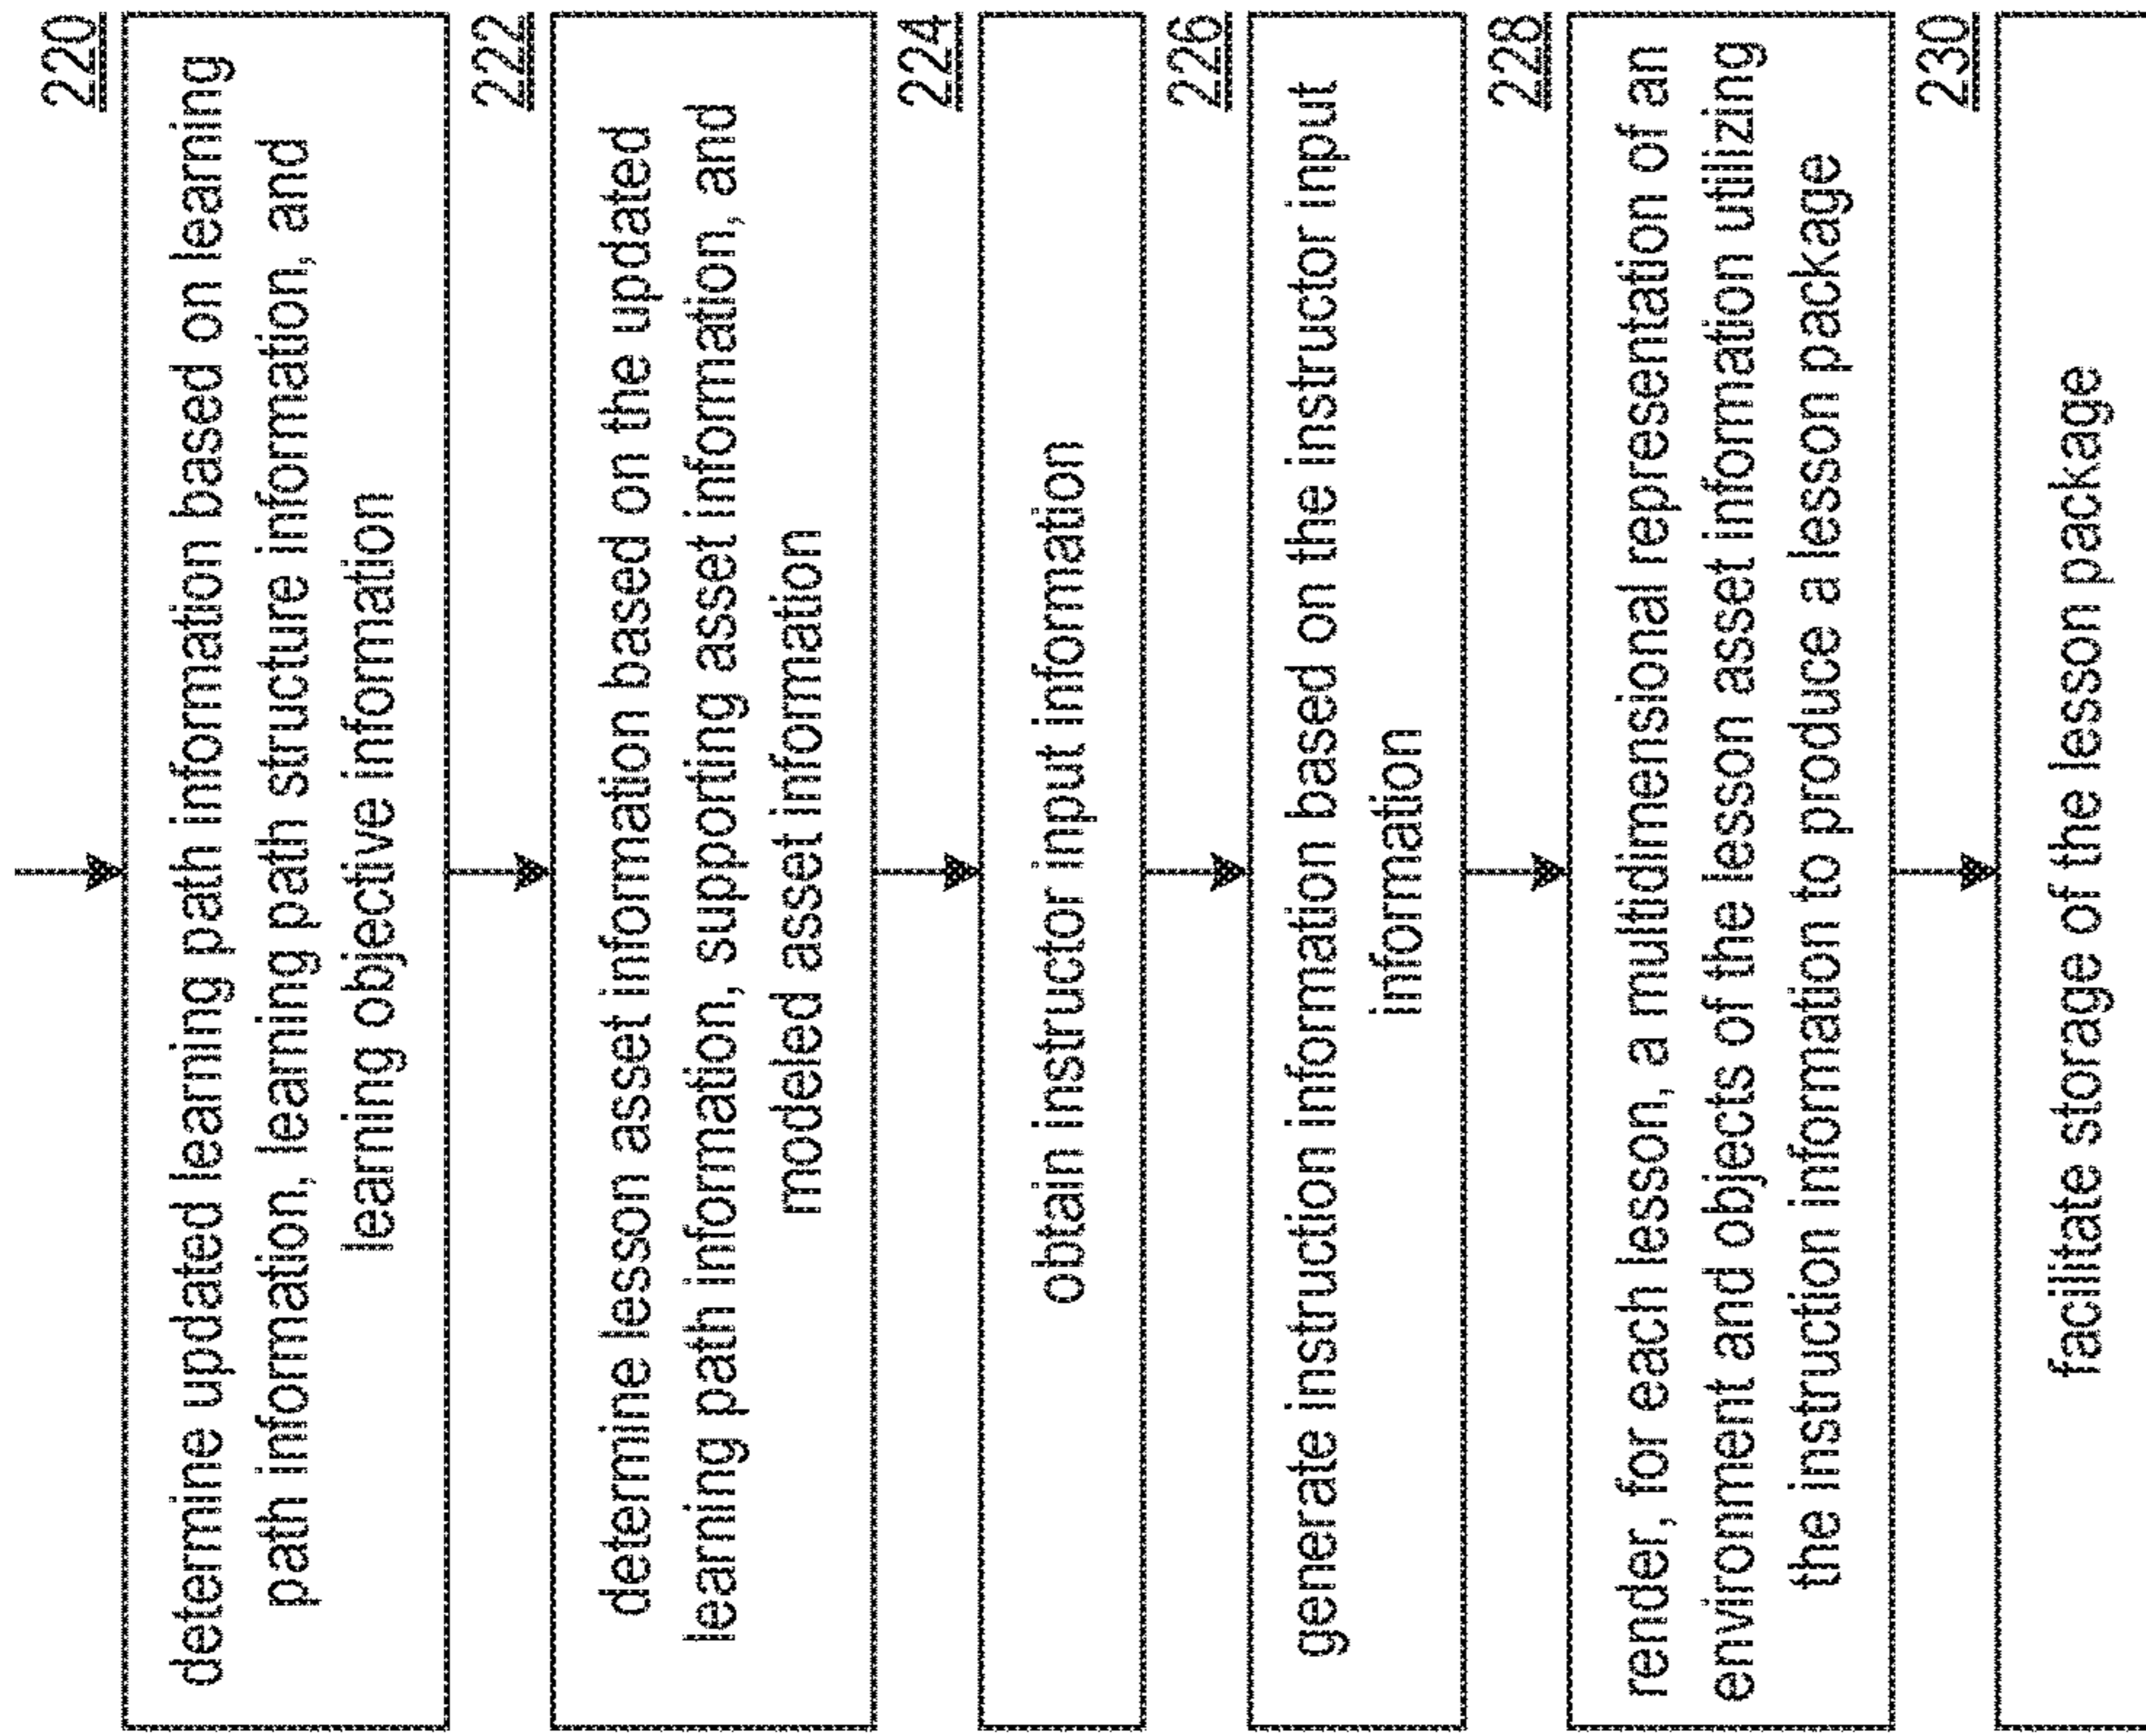 220
determine updated learning path information based on learning
path information, learning path structure information, and
learning objective information
222
determine lesson asset information based on the updated
learning path information, supporting asset information, and
modeled asset information
224
obtain instructor input information
226
generate instruction information based on the instructor input
information
228
render, for each lesson, a multidimensional representation of an
environment and objects of the lesson asset information utilizing
the instruction information to produce a lesson package
230
facilitate storage of the lesson package